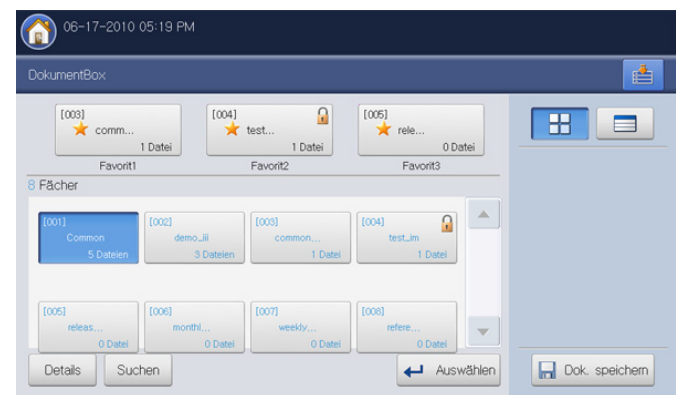 06-17-2010 05:19 PM
DokumentBox
[003] [004] [005]
comm... test... rele...
1 Datei 1 Datei 0 Datei
Favorit1 Favorit2 Favorit3
8 Fächer
[001] [002] [003] [004]
Common demo_iii common... test_im
5 Dateien 3 Dateien 1 Datei 1 Datei
[005] [006] [007] [008]
releas... monthl... weekly... refere...
0 Datei 0 Datei 0 Datei 0 Datei
Details Suchen Auswählen Dok. speichern